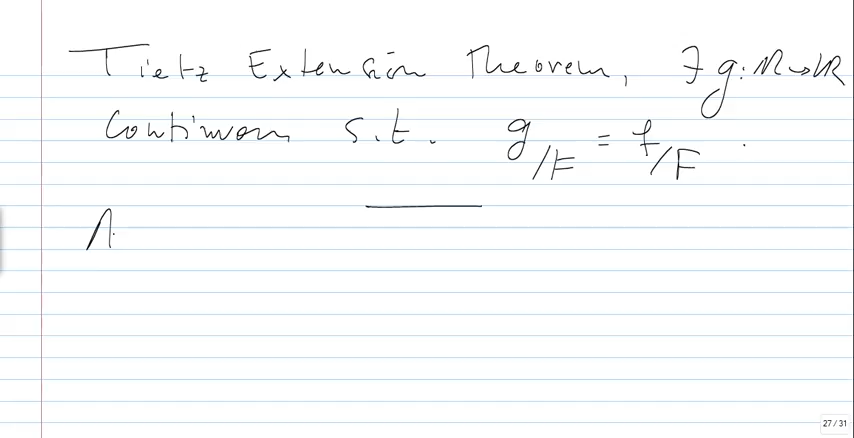 Tietz Extension Theorem, ∃ g: ℝ→ℝ
continuous s.t. g/F = f/F .
27 / 31